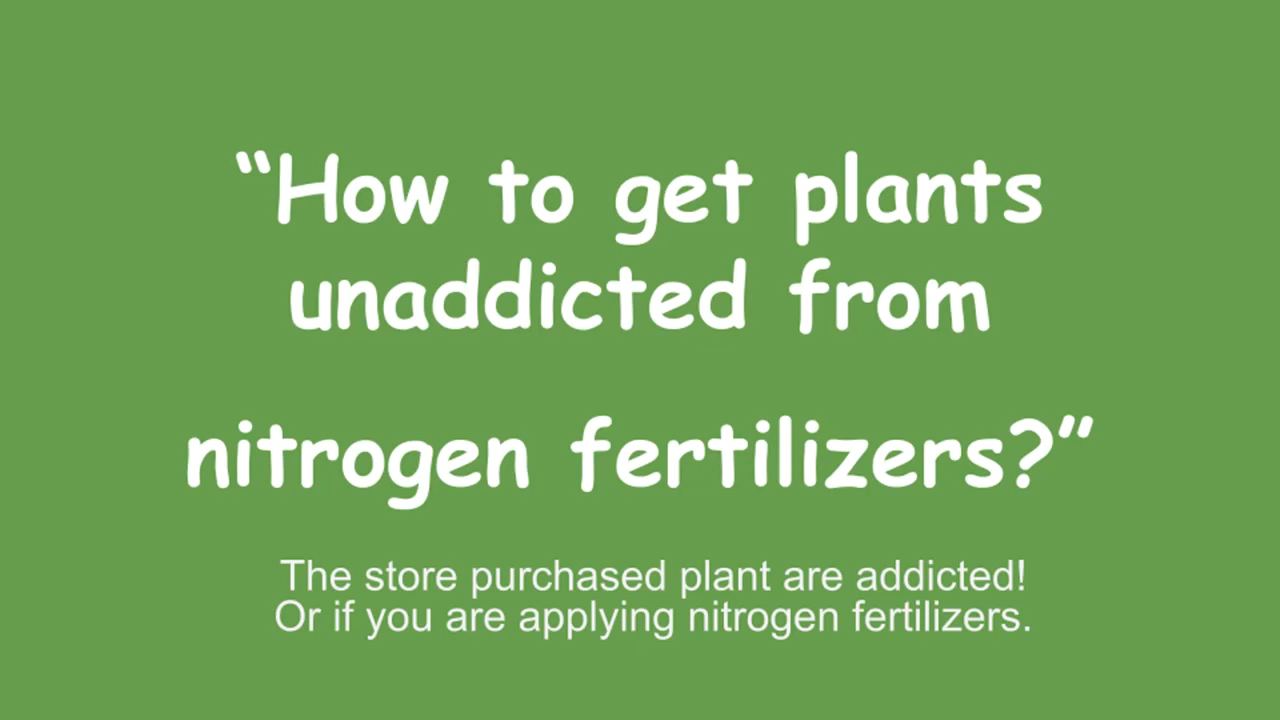 “How to get plants
unaddicted from
nitrogen fertilizers?”
The store purchased plant are addicted!
Or if you are applying nitrogen fertilizers.